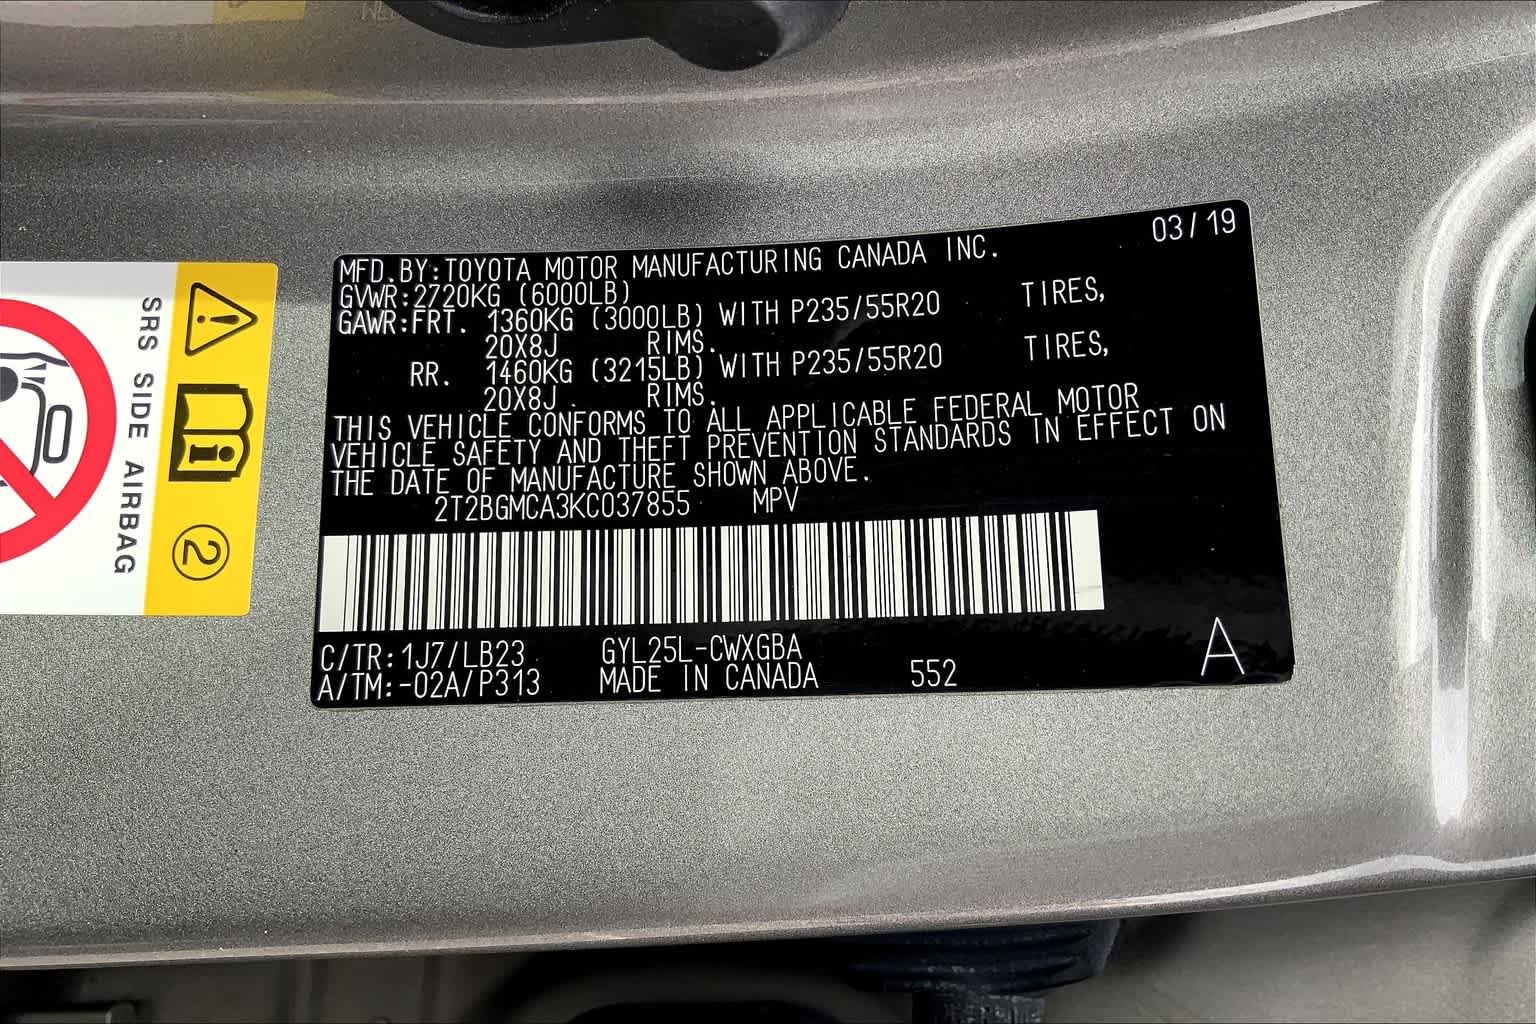 03/19
MFD.BY:TOYOTA MOTOR MANUFACTURING CANADA INC.
GVWR:2720KG (6000LB)
GAWR:FRT. 1360KG (3000LB) WITH P235/55R20 TIRES,
20X8J RIMS.
RR. 1460KG (3215LB) WITH P235/55R20 TIRES,
20X8J RIMS.
THIS VEHICLE CONFORMS TO ALL APPLICABLE FEDERAL MOTOR
VEHICLE SAFETY AND THEFT PREVENTION STANDARDS IN EFFECT ON
THE DATE OF MANUFACTURE SHOWN ABOVE.
2T2BGMCA3KC037855 MPV
C/TR:1J7/LB23 GYL25L-CWXGBA
A/TM:-02A/P313 MADE IN CANADA 552 A
SRS SIDE AIRBAG
2